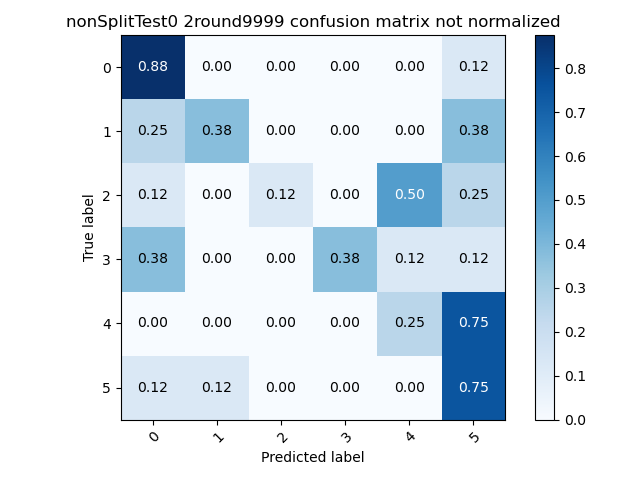 nonSplitTest0 2round9999 confusion matrix not normalized
0 0.88 0.00 0.00 0.00 0.00 0.12
1 0.25 0.38 0.00 0.00 0.00 0.38
2 0.12 0.00 0.12 0.00 0.50 0.25
3 0.38 0.00 0.00 0.38 0.12 0.12
4 0.00 0.00 0.00 0.00 0.25 0.75
5 0.12 0.12 0.00 0.00 0.00 0.75
0 1 2 3 4 5
True label
Predicted label
0.8
0.7
0.6
0.5
0.4
0.3
0.2
0.1
0.0